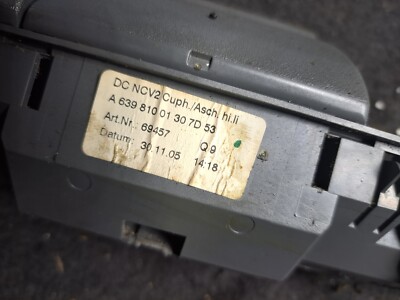 DC NCV2 Cuph./Asch. hi.li
A 639 810 01 30 7D 53
Art.Nr.: 69457 Q9
Datum: 30.11.05 14:18